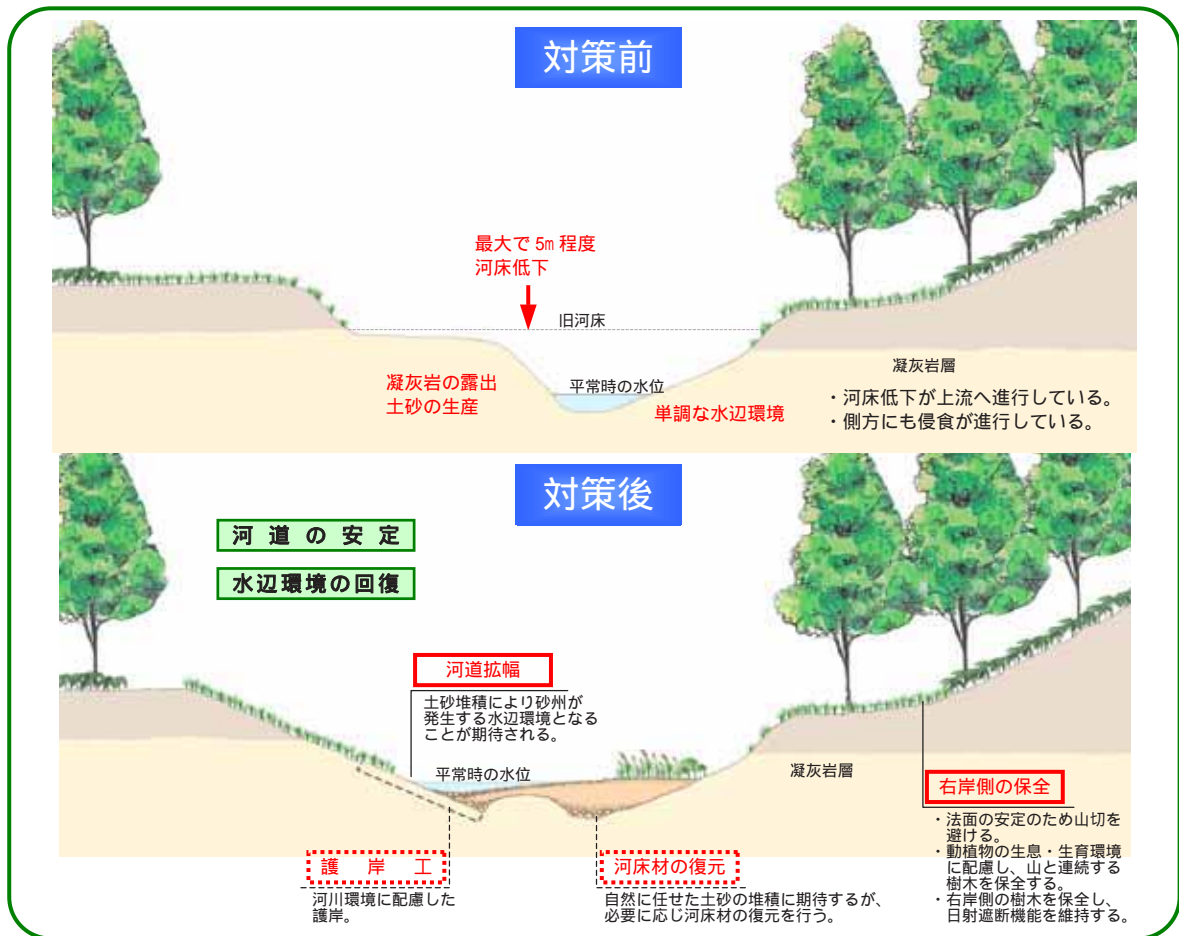 対策前
最大で 5m 程度
河床低下
旧河床
凝灰岩の露出
土砂の生産
平常時の水位
単調な水辺環境
凝灰岩層
・河床低下が上流へ進行している。
・側方にも侵食が進行している。
対策後
河道の安定
水辺環境の回復
河道拡幅
土砂堆積により砂州が
発生する水辺環境となる
ことが期待される。
平常時の水位
凝灰岩層
右岸側の保全
・法面の安定のため山切を
避ける。
・動植物の生息・生育環境
に配慮し、山と連続する
樹木を保全する。
・右岸側の樹木を保全し、
日射遮断機能を維持する。
護岸工
河川環境に配慮した
護岸。
河床材の復元
自然に任せた土砂の堆積に期待するが、
必要に応じ河床材の復元を行う。